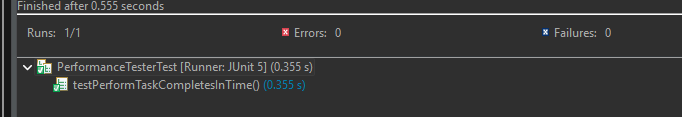 Finished after 0.555 seconds
Runs: 1/1 Errors: 0 Failures: 0
PerformanceTesterTest [Runner: JUnit 5] (0.355 s)
testPerformTaskCompletesInTime() (0.355 s)